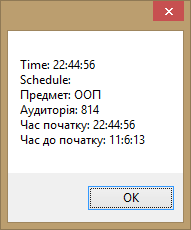 Time: 22:44:56
Schedule:
Предмет: ООП
Аудиторія: 814
Час початку: 22:44:56
Час до початку: 11:6:13
OK